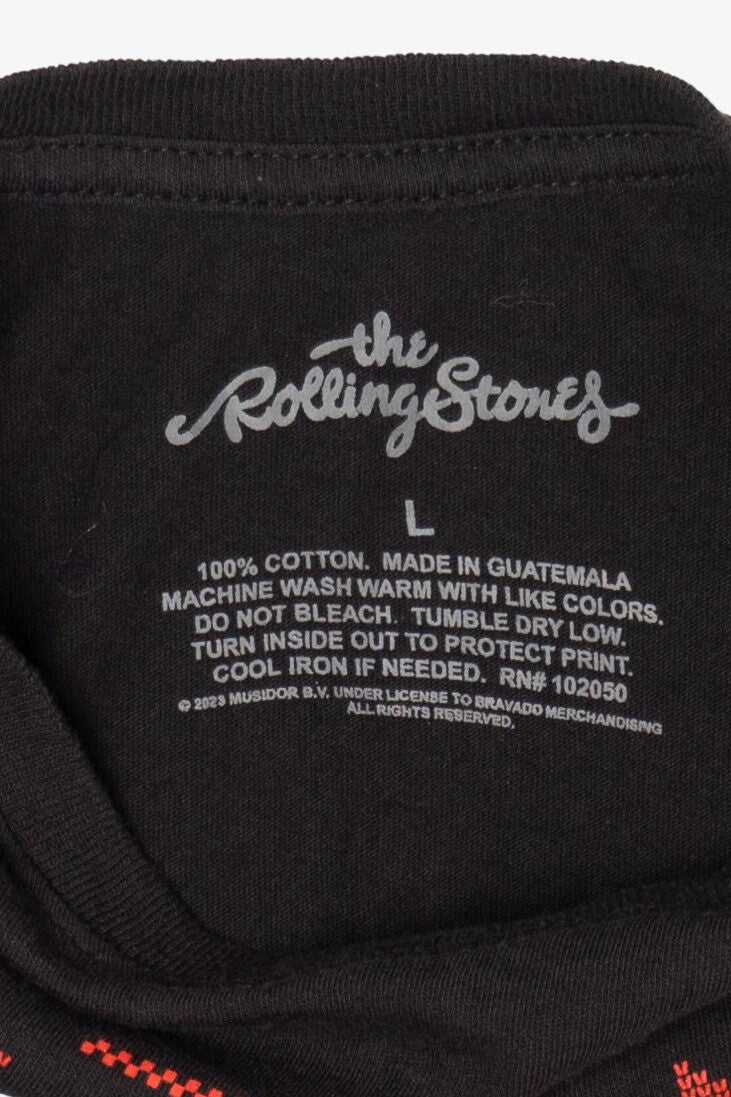 the
Rolling Stones
L
100% COTTON. MADE IN GUATEMALA
MACHINE WASH WARM WITH LIKE COLORS.
DO NOT BLEACH. TUMBLE DRY LOW.
TURN INSIDE OUT TO PROTECT PRINT.
COOL IRON IF NEEDED. RN# 102050
© 2023 MUSIDOR B.V. UNDER LICENSE TO BRAVADO MERCHANDISING
ALL RIGHTS RESERVED.